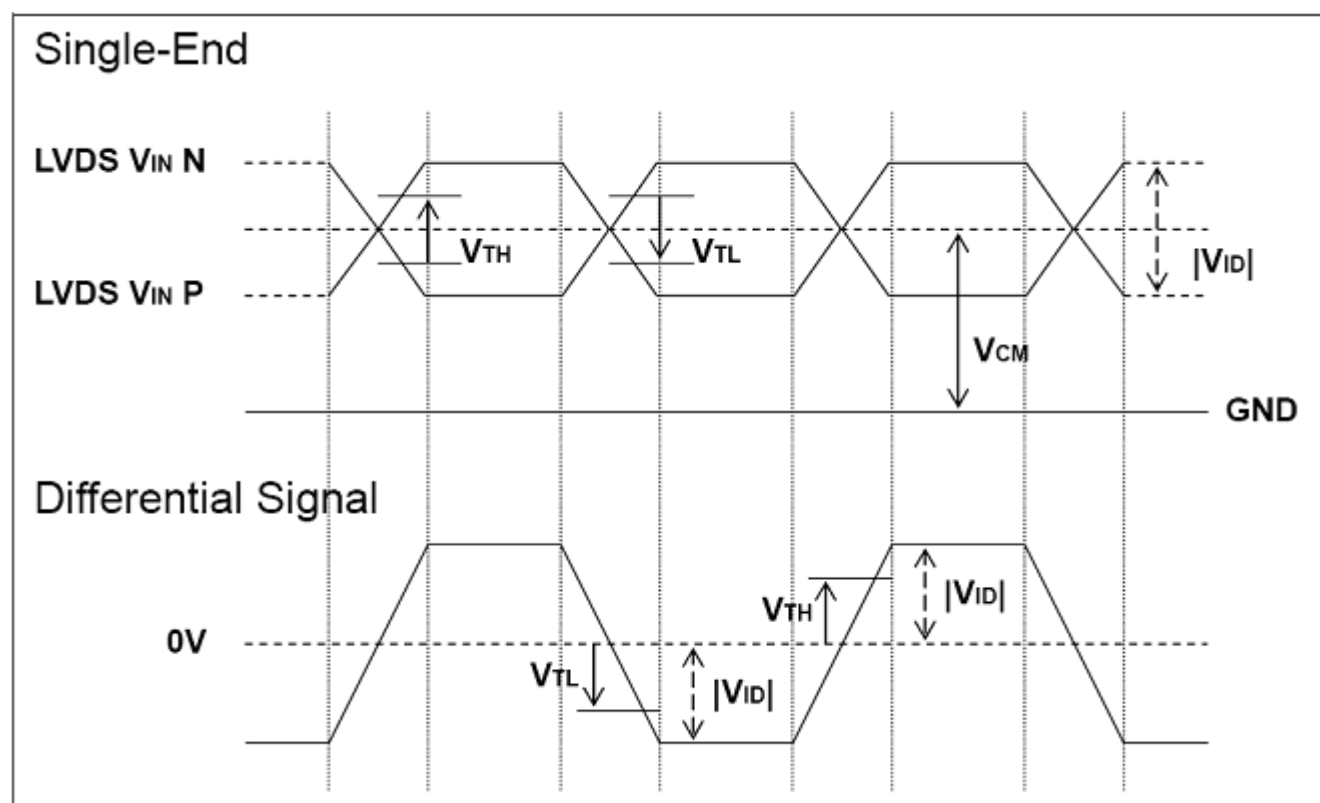 Single-End
LVDS VIN N
VTH
VTL
|VID|
LVDS VIN P
VCM
GND
Differential Signal
VTH
|VID|
0V
VTL
|VID|